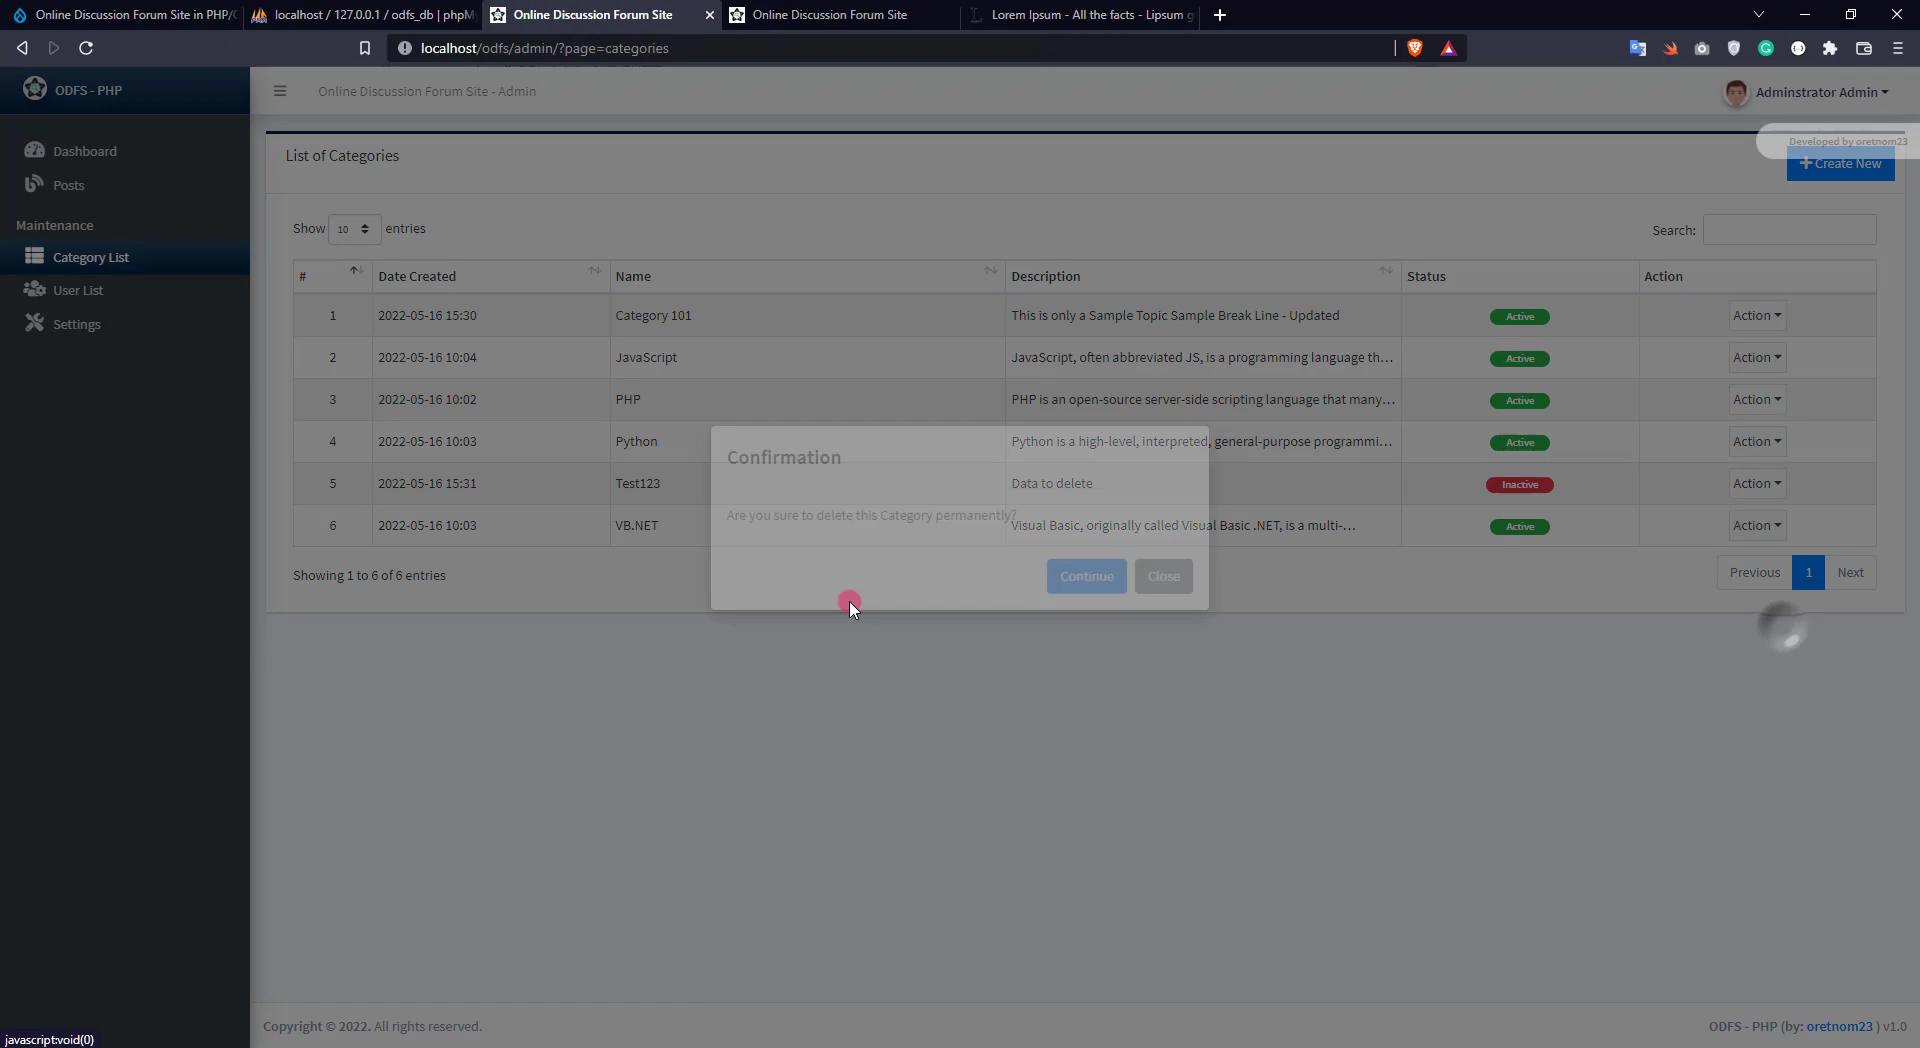 Online Discussion Forum Site in PHP/C
localhost / 127.0.0.1 / odfs_db | phpM
Online Discussion Forum Site
Online Discussion Forum Site
Lorem Ipsum - All the facts - Lipsum g
localhost/odfs/admin/?page=categories
ODFS - PHP
Online Discussion Forum Site - Admin
Adminstrator Admin
Developed by oretnom23
Dashboard
Posts
Maintenance
Category List
User List
Settings
List of Categories
Create New
Show 10 entries
Search:
# Date Created Name Description Status Action
1 2022-05-16 15:30 Category 101 This is only a Sample Topic Sample Break Line - Updated Active Action
2 2022-05-16 10:04 JavaScript JavaScript, often abbreviated JS, is a programming language th... Active Action
3 2022-05-16 10:02 PHP PHP is an open-source server-side scripting language that many... Active Action
4 2022-05-16 10:03 Python Python is a high-level, interpreted, general-purpose programmi... Active Action
5 2022-05-16 15:31 Test123 Data to delete Inactive Action
6 2022-05-16 10:03 VB.NET Visual Basic, originally called Visual Basic .NET, is a multi-... Active Action
Confirmation
Are you sure to delete this Category permanently?
Continue Close
Showing 1 to 6 of 6 entries
Previous 1 Next
Copyright © 2022. All rights reserved.
ODFS - PHP (by: oretnom23 ) v1.0
javascript:void(0)